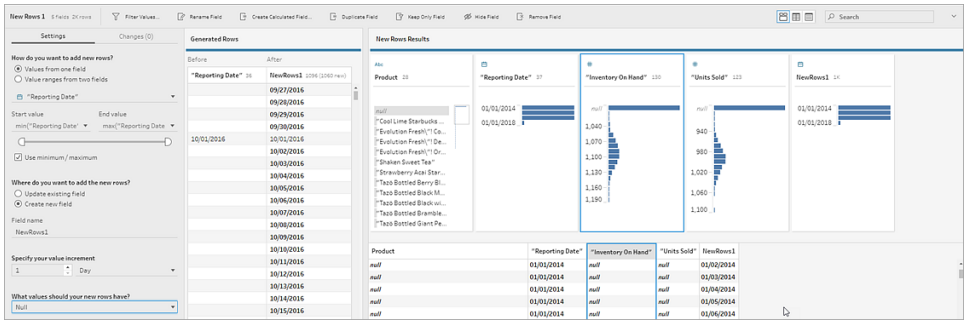 New Rows 1 5 fields 2K rows Filter Values... Rename Field Create Calculated Field... Duplicate Field Keep Only Field Hide Field Remove Field Search
Settings Changes (0)
How do you want to add new rows?
Values from one field
Value ranges from two fields
"Reporting Date"
Start value End value
min("Reporting Date' max("Reporting Date
Use minimum / maximum
Where do you want to add the new rows?
Update existing field
Create new field
Field name
NewRows1
Specify your value increment
1 Day
What values should your new rows have?
Null
Generated Rows
Before After
"Reporting Date" 36 NewRows1 1096 (1060 new)
09/27/2016
09/28/2016
09/29/2016
09/30/2016
10/01/2016 10/01/2016
10/02/2016
10/03/2016
10/04/2016
10/05/2016
10/06/2016
10/07/2016
10/08/2016
10/09/2016
10/10/2016
10/11/2016
10/12/2016
10/13/2016
10/14/2016
10/15/2016
New Rows Results
Abc
Product 28
null
"Cool Lime Starbucks ...
"Evolution Fresh\"! Co...
"Evolution Fresh\"! De...
"Evolution Fresh\"! Or...
"Shaken Sweet Tea"
"Strawberry Acai Star...
"Tazo Bottled Berry Bl...
"Tazo Bottled Black M...
"Tazo Bottled Black wi...
"Tazo Bottled Bramble...
"Tazo Bottled Giant Pe...
"Reporting Date" 37
01/01/2014
01/01/2018
"Inventory On Hand" 130
null
1,040
1,070
1,100
1,130
1,160
1,190
"Units Sold" 123
null
940
980
1,020
1,060
1,100
NewRows1 1K
01/01/2014
01/01/2018
Product "Reporting Date" "Inventory On Hand" "Units Sold" NewRows1
null 01/01/2014 null null 01/02/2014
null 01/01/2014 null null 01/03/2014
null 01/01/2014 null null 01/04/2014
null 01/01/2014 null null 01/05/2014
null 01/01/2014 null null 01/06/2014